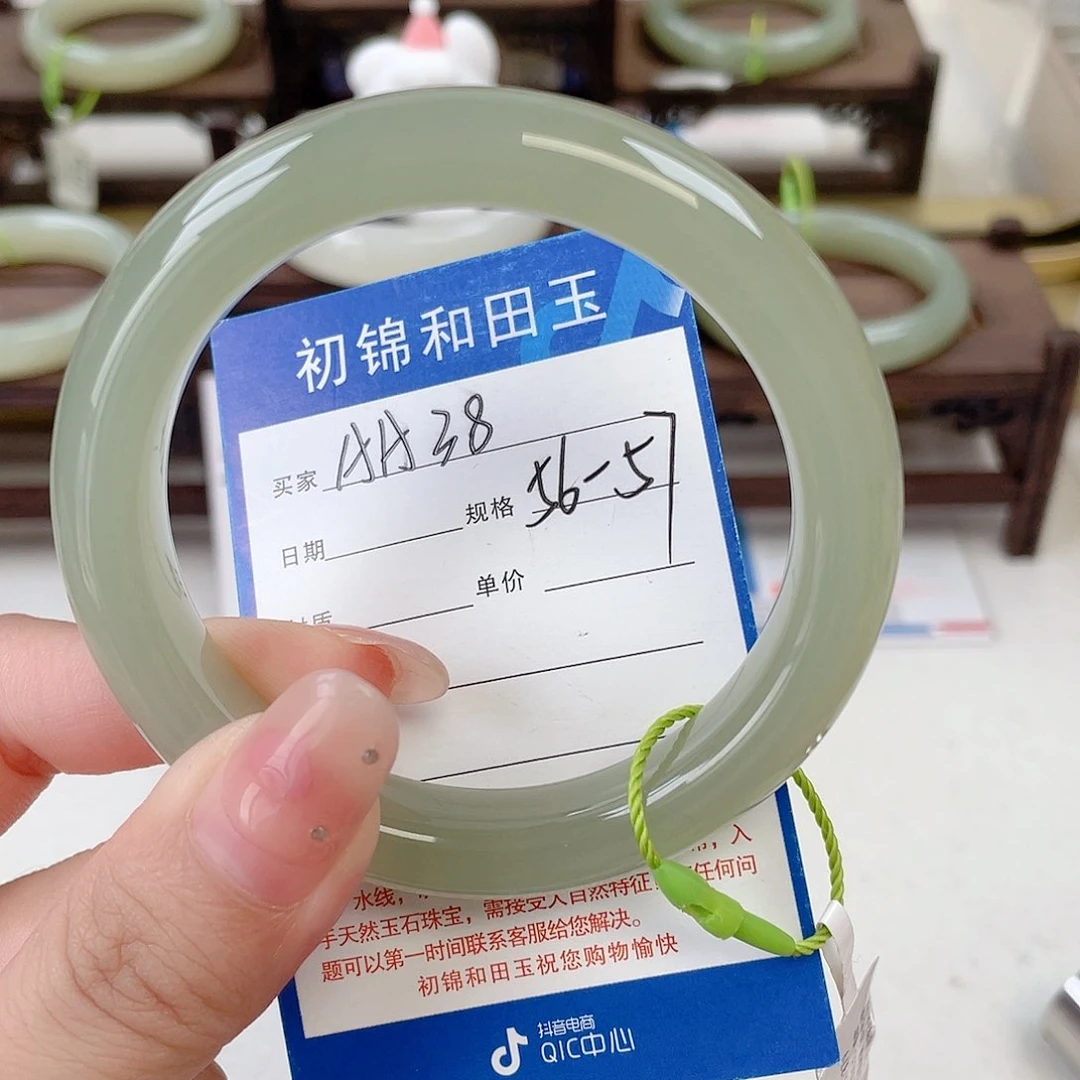 初锦和田玉
买家 AA38
规格 56-5
日期
单价
入
水线，
需接受大自然特征
任何问
天然玉石珠宝，
题可以第一时间联系客服给您解决。
初锦和田玉祝您购物愉快
抖音电商
QIC中心